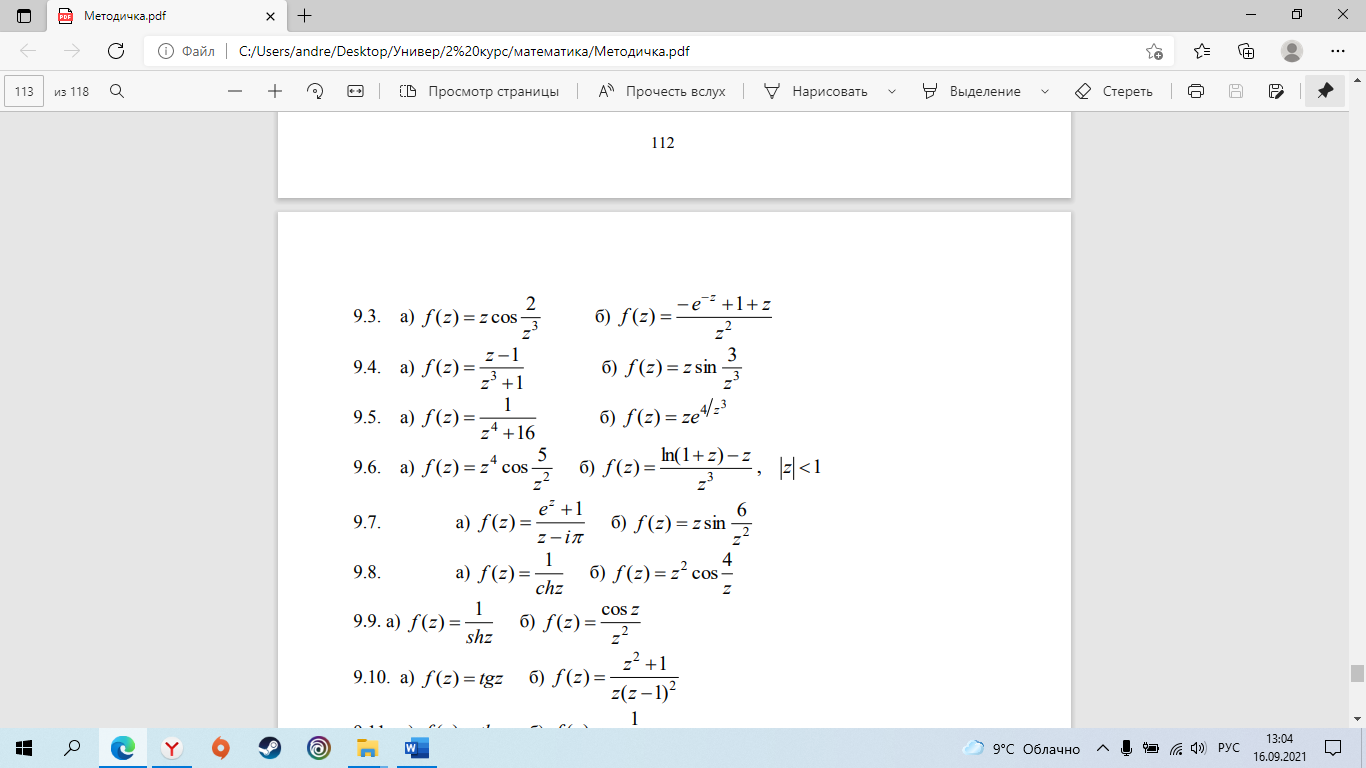 Методичка.pdf
Файл C:/Users/andre/Desktop/Универ/2%20курс/математика/Методичка.pdf
113 из 118 Просмотр страницы Прочесть вслух Нарисовать Выделение Стереть
112
9.3. а) f(z) = z cos 2/z³ б) f(z) = (−e^(−z) + 1 + z)/z²
9.4. а) f(z) = (z − 1)/(z³ + 1) б) f(z) = z sin 3/z³
9.5. а) f(z) = 1/(z⁴ + 16) б) f(z) = ze^(4/z³)
9.6. а) f(z) = z⁴ cos 5/z² б) f(z) = (ln(1 + z) − z)/z³, |z| < 1
9.7. а) f(z) = (e^z + 1)/(z − iπ) б) f(z) = z sin 6/z²
9.8. а) f(z) = 1/chz б) f(z) = z² cos 4/z
9.9. а) f(z) = 1/shz б) f(z) = cos z/z²
9.10. а) f(z) = tgz б) f(z) = (z² + 1)/(z(z − 1)²)
9°C Облачно РУС 13:04
16.09.2021